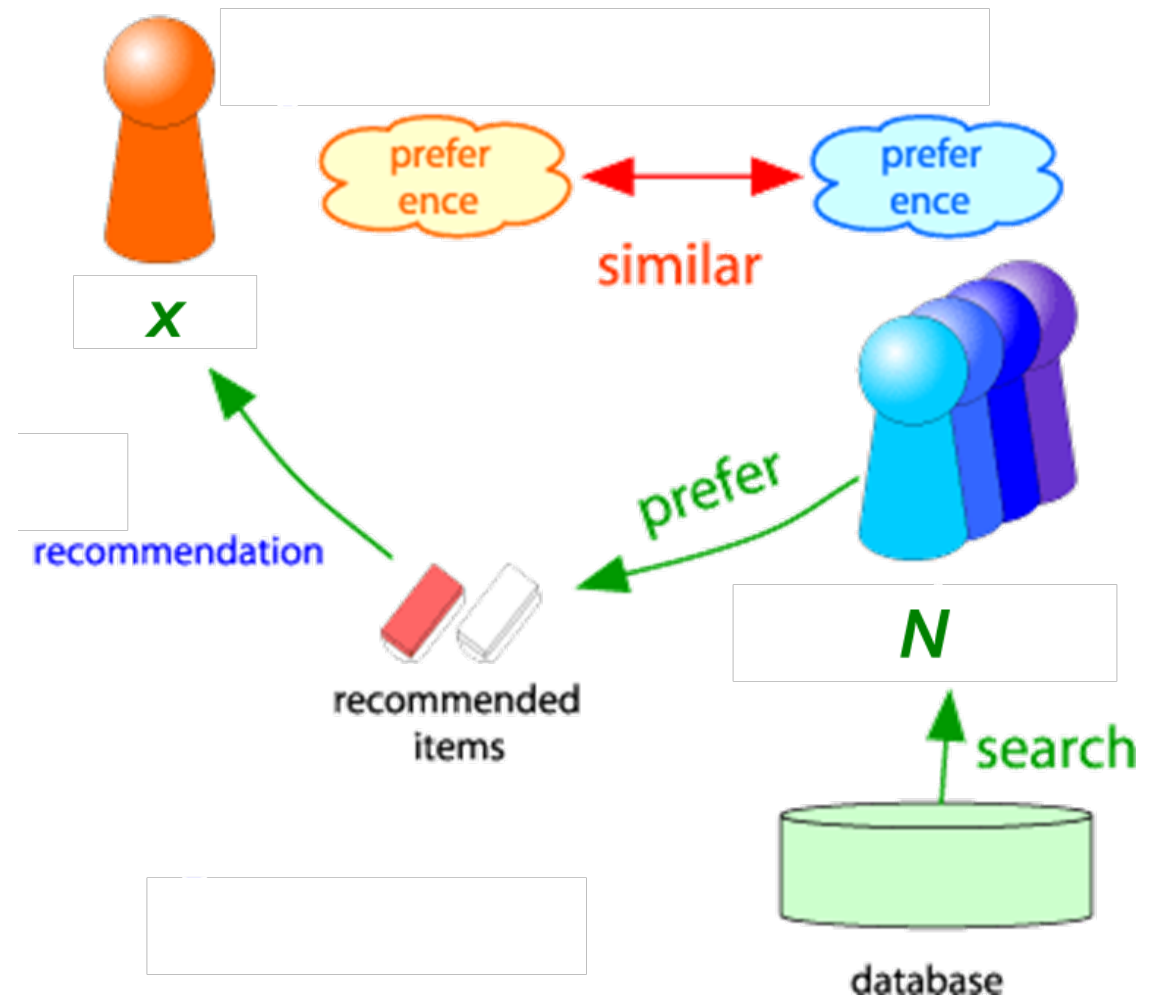 prefer
ence
prefer
ence
similar
x
prefer
recommendation
N
recommended
items
search
database